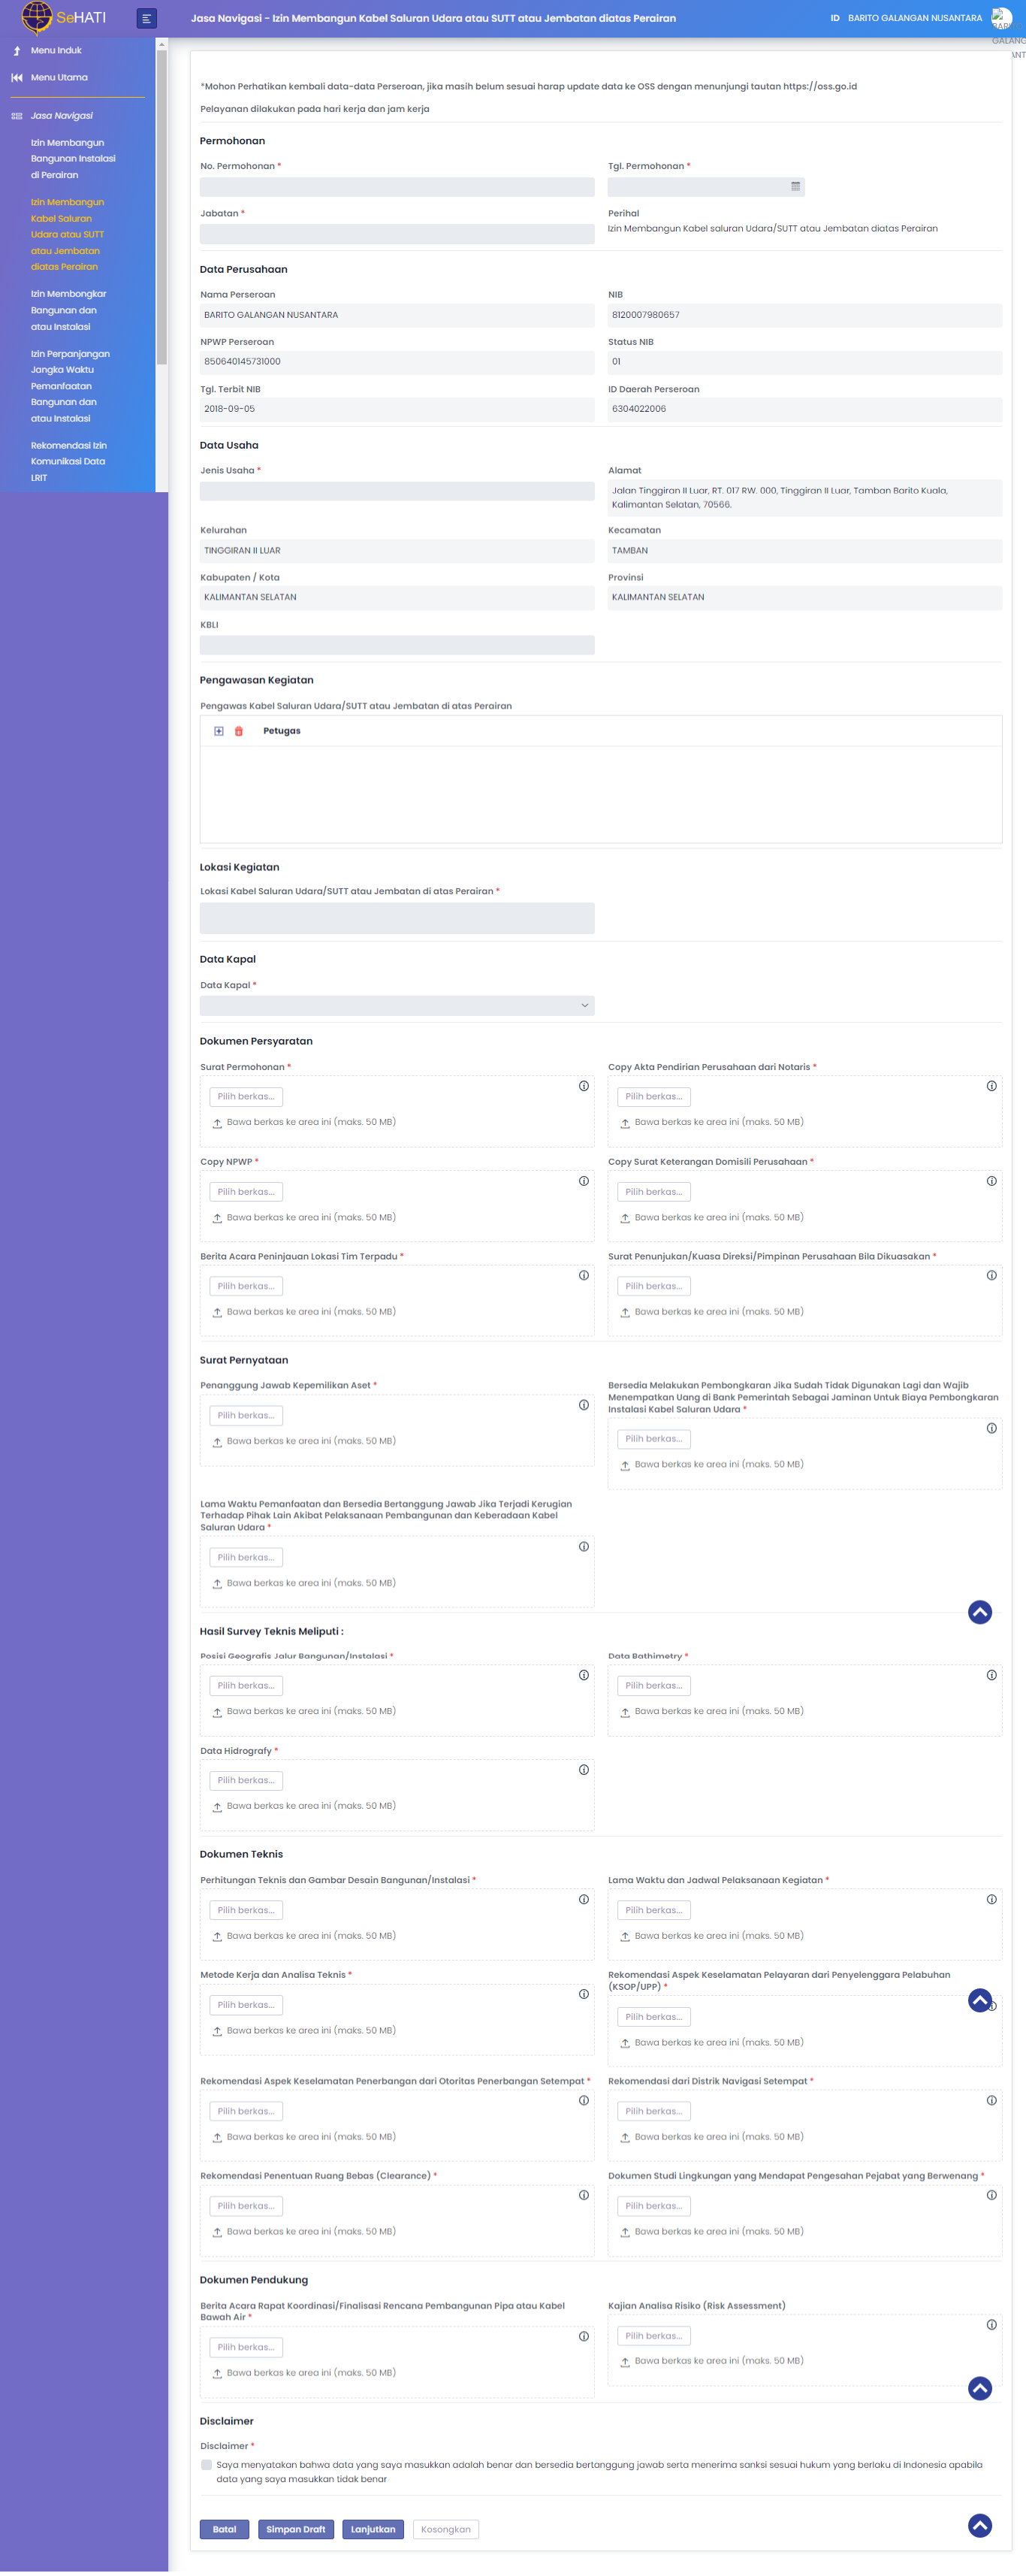 SeHATI
Jasa Navigasi - Izin Membangun Kabel Saluran Udara atau SUTT atau Jembatan diatas Perairan
ID BARITO GALANGAN NUSANTARA
GALANG
Menu Induk
Menu Utama
Jasa Navigasi
Izin Membangun
Bangunan Instalasi
di Perairan
Izin Membangun
Kabel Saluran
Udara atau SUTT
atau Jembatan
diatas Perairan
Izin Membongkar
Bangunan dan
atau Instalasi
Izin Perpanjangan
Jangka Waktu
Pemanfaatan
Bangunan dan
atau Instalasi
Rekomendasi Izin
Komunikasi Data
LRIT
*Mohon Perhatikan kembali data-data Perseroan, jika masih belum sesuai harap update data ke OSS dengan menunjungi tautan https://oss.go.id
Pelayanan dilakukan pada hari kerja dan jam kerja
Permohonan
No. Permohonan *
Tgl. Permohonan *
Jabatan *
Perihal
Izin Membangun Kabel saluran Udara/SUTT atau Jembatan diatas Perairan
Data Perusahaan
Nama Perseroan
NIB
BARITO GALANGAN NUSANTARA
8120007980657
NPWP Perseroan
Status NIB
850640145731000
01
Tgl. Terbit NIB
ID Daerah Perseroan
2018-09-05
6304022006
Data Usaha
Jenis Usaha *
Alamat
Jalan Tinggiran II Luar, RT. 017 RW. 000, Tinggiran II Luar, Tamban Barito Kuala,
Kalimantan Selatan, 70566.
Kelurahan
Kecamatan
TINGGIRAN II LUAR
TAMBAN
Kabupaten / Kota
Provinsi
KALIMANTAN SELATAN
KALIMANTAN SELATAN
KBLI
Pengawasan Kegiatan
Pengawas Kabel Saluran Udara/SUTT atau Jembatan di atas Perairan
Petugas
Lokasi Kegiatan
Lokasi Kabel Saluran Udara/SUTT atau Jembatan di atas Perairan *
Data Kapal
Data Kapal *
Dokumen Persyaratan
Surat Permohonan *
Copy Akta Pendirian Perusahaan dari Notaris *
Pilih berkas...
Pilih berkas...
Bawa berkas ke area ini (maks. 50 MB)
Bawa berkas ke area ini (maks. 50 MB)
Copy NPWP *
Copy Surat Keterangan Domisili Perusahaan *
Pilih berkas...
Pilih berkas...
Bawa berkas ke area ini (maks. 50 MB)
Bawa berkas ke area ini (maks. 50 MB)
Berita Acara Peninjauan Lokasi Tim Terpadu *
Surat Penunjukan/Kuasa Direksi/Pimpinan Perusahaan Bila Dikuasakan *
Pilih berkas...
Pilih berkas...
Bawa berkas ke area ini (maks. 50 MB)
Bawa berkas ke area ini (maks. 50 MB)
Surat Pernyataan
Penanggung Jawab Kepemilikan Aset *
Pilih berkas...
Bawa berkas ke area ini (maks. 50 MB)
Bersedia Melakukan Pembongkaran Jika Sudah Tidak Digunakan Lagi dan Wajib
Menempatkan Uang di Bank Pemerintah Sebagai Jaminan Untuk Biaya Pembongkaran
Instalasi Kabel Saluran Udara *
Pilih berkas...
Bawa berkas ke area ini (maks. 50 MB)
Lama Waktu Pemanfaatan dan Bersedia Bertanggung Jawab Jika Terjadi Kerugian
Terhadap Pihak Lain Akibat Pelaksanaan Pembangunan dan Keberadaan Kabel
Saluran Udara *
Pilih berkas...
Bawa berkas ke area ini (maks. 50 MB)
Hasil Survey Teknis Meliputi :
Posisi Geografis Jalur Bangunan/Instalasi *
Data Bathimetry *
Pilih berkas...
Pilih berkas...
Bawa berkas ke area ini (maks. 50 MB)
Bawa berkas ke area ini (maks. 50 MB)
Data Hidrografy *
Pilih berkas...
Bawa berkas ke area ini (maks. 50 MB)
Dokumen Teknis
Perhitungan Teknis dan Gambar Desain Bangunan/Instalasi *
Lama Waktu dan Jadwal Pelaksanaan Kegiatan *
Pilih berkas...
Pilih berkas...
Bawa berkas ke area ini (maks. 50 MB)
Bawa berkas ke area ini (maks. 50 MB)
Metode Kerja dan Analisa Teknis *
Pilih berkas...
Bawa berkas ke area ini (maks. 50 MB)
Rekomendasi Aspek Keselamatan Pelayaran dari Penyelenggara Pelabuhan
(KSOP/UPP) *
Pilih berkas...
Bawa berkas ke area ini (maks. 50 MB)
Rekomendasi Aspek Keselamatan Penerbangan dari Otoritas Penerbangan Setempat *
Rekomendasi dari Distrik Navigasi Setempat *
Pilih berkas...
Pilih berkas...
Bawa berkas ke area ini (maks. 50 MB)
Bawa berkas ke area ini (maks. 50 MB)
Rekomendasi Penentuan Ruang Bebas (Clearance) *
Dokumen Studi Lingkungan yang Mendapat Pengesahan Pejabat yang Berwenang *
Pilih berkas...
Pilih berkas...
Bawa berkas ke area ini (maks. 50 MB)
Bawa berkas ke area ini (maks. 50 MB)
Dokumen Pendukung
Berita Acara Rapat Koordinasi/Finalisasi Rencana Pembangunan Pipa atau Kabel
Bawah Air *
Pilih berkas...
Bawa berkas ke area ini (maks. 50 MB)
Kajian Analisa Risiko (Risk Assessment)
Pilih berkas...
Bawa berkas ke area ini (maks. 50 MB)
Disclaimer
Disclaimer *
Saya menyatakan bahwa data yang saya masukkan adalah benar dan bersedia bertanggung jawab serta menerima sanksi sesuai hukum yang berlaku di Indonesia apabila
data yang saya masukkan tidak benar
Batal
Simpan Draft
Lanjutkan
Kosongkan